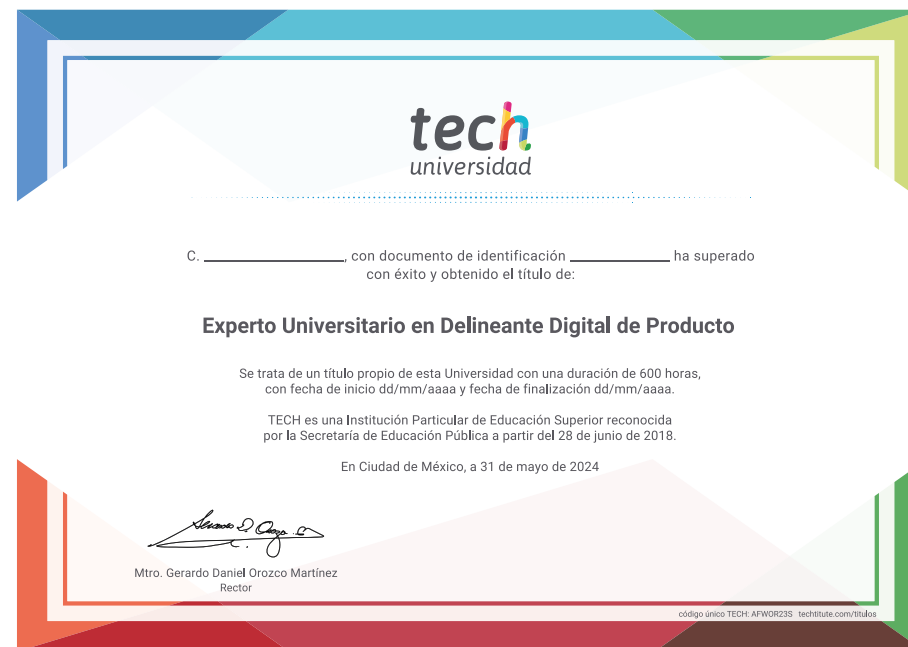 tech
universidad
C. ____________, con documento de identificación ____________ ha superado
con éxito y obtenido el título de:
Experto Universitario en Delineante Digital de Producto
Se trata de un título propio de esta Universidad con una duración de 600 horas,
con fecha de inicio dd/mm/aaaa y fecha de finalización dd/mm/aaaa.
TECH es una Institución Particular de Educación Superior reconocida
por la Secretaría de Educación Pública a partir del 28 de junio de 2018.
En Ciudad de México, a 31 de mayo de 2024
Mtro. Gerardo Daniel Orozco Martínez
Rector
código único TECH: AFWOR23S techtitute.com/titulos